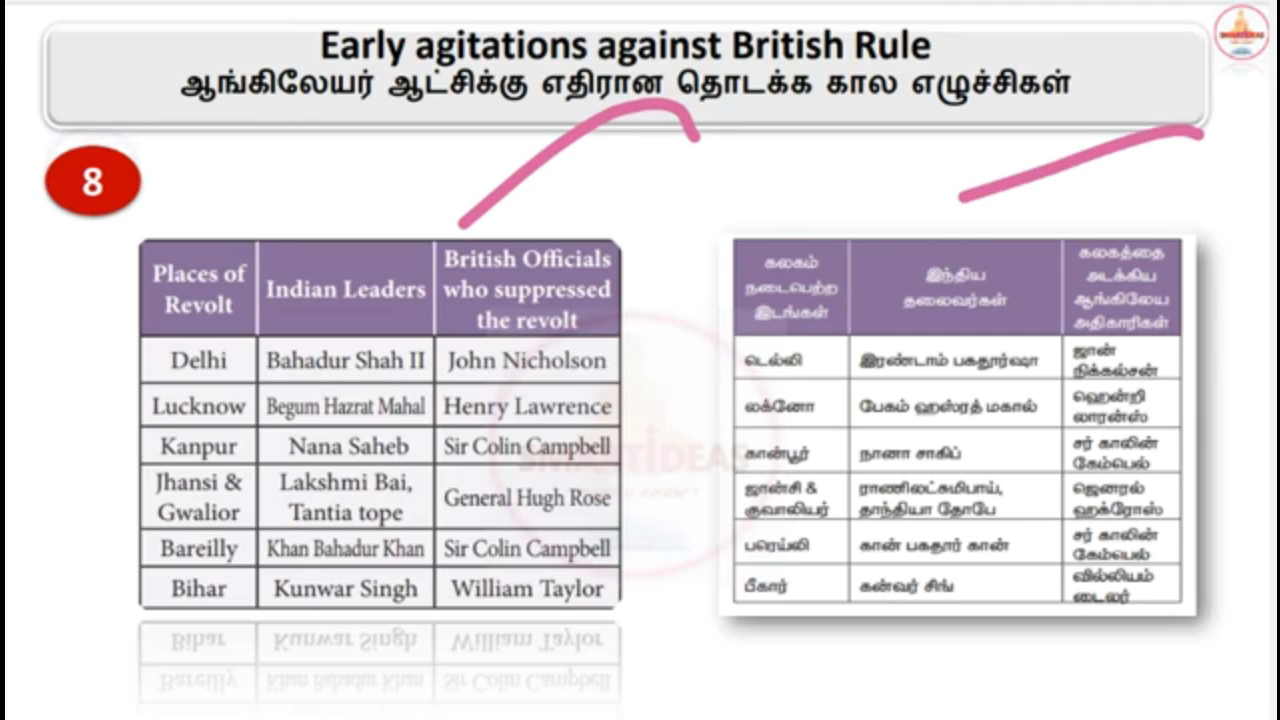 Early agitations against British Rule
ஆங்கிலேயர் ஆட்சிக்கு எதிரான தொடக்க கால எழுச்சிகள்
8
Places of Revolt | Indian Leaders | British Officials who suppressed the revolt
Delhi | Bahadur Shah II | John Nicholson
Lucknow | Begum Hazrat Mahal | Henry Lawrence
Kanpur | Nana Saheb | Sir Colin Campbell
Jhansi & Gwalior | Lakshmi Bai, Tantia tope | General Hugh Rose
Bareilly | Khan Bahadur Khan | Sir Colin Campbell
Bihar | Kunwar Singh | William Taylor
கலகம் நடைபெற்ற இடங்கள் | இந்திய தலைவர்கள் | கலகத்தை அடக்கிய ஆங்கிலேய அதிகாரிகள்
டெல்லி | இரண்டாம் பகதூர்ஷா | ஜான் நிக்கல்சன்
லக்னோ | பேகம் ஹஸ்ரத் மகால் | ஹென்றி லாரன்ஸ்
கான்பூர் | நானா சாகிப் | சர் காலின் கேம்பெல்
ஜான்சி & குவாலியர் | ராணிலட்சுமிபாய், தாந்தியா தோபே | ஜெனரல் ஹக்ரோஸ்
பரெய்லி | கான் பகதூர் கான் | சர் காலின் கேம்பெல்
பீகார் | கன்வர் சிங் | வில்லியம் டைலர்
SMART IDEAS